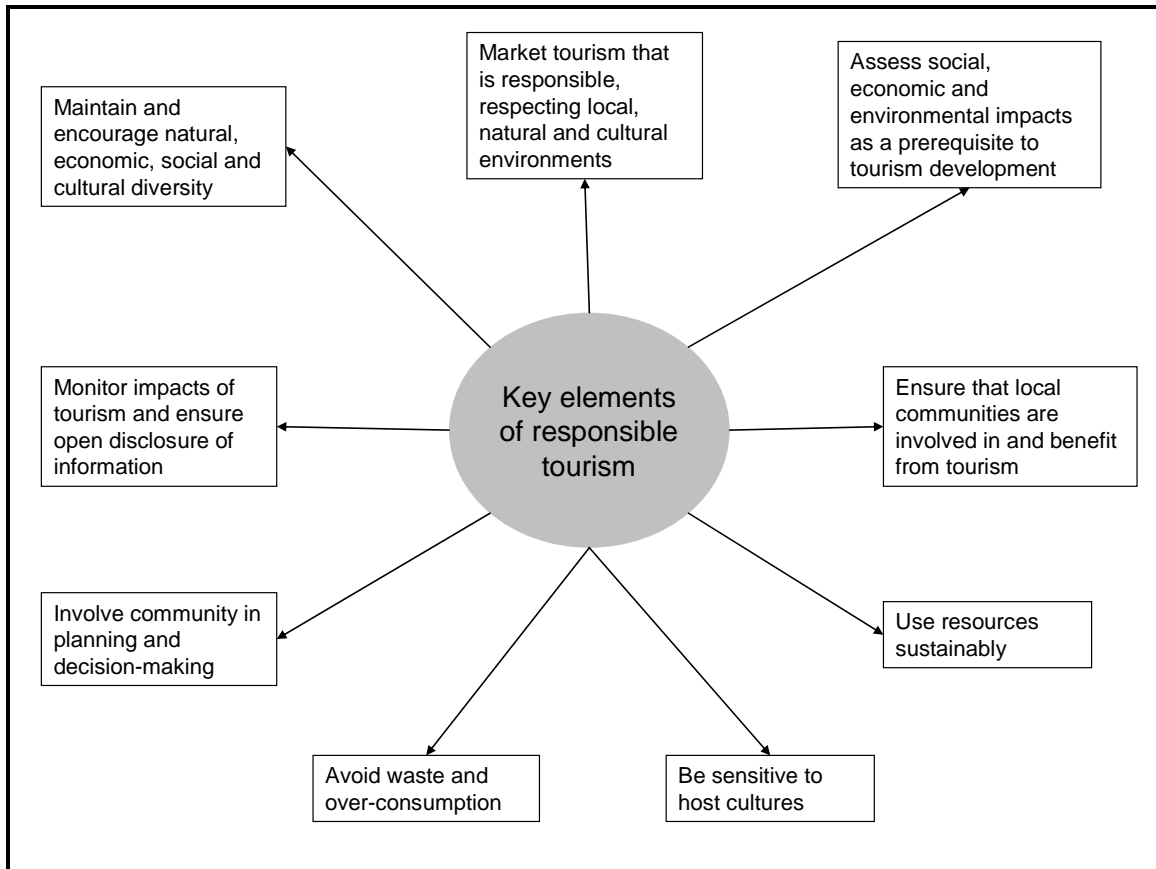 Maintain and
encourage natural,
economic, social and
cultural diversity
Market tourism that
is responsible,
respecting local,
natural and cultural
environments
Assess social,
economic and
environmental impacts
as a prerequisite to
tourism development
Monitor impacts of
tourism and ensure
open disclosure of
information
Key elements
of responsible
tourism
Ensure that local
communities are
involved in and benefit
from tourism
Involve community in
planning and
decision-making
Use resources
sustainably
Avoid waste and
over-consumption
Be sensitive to
host cultures